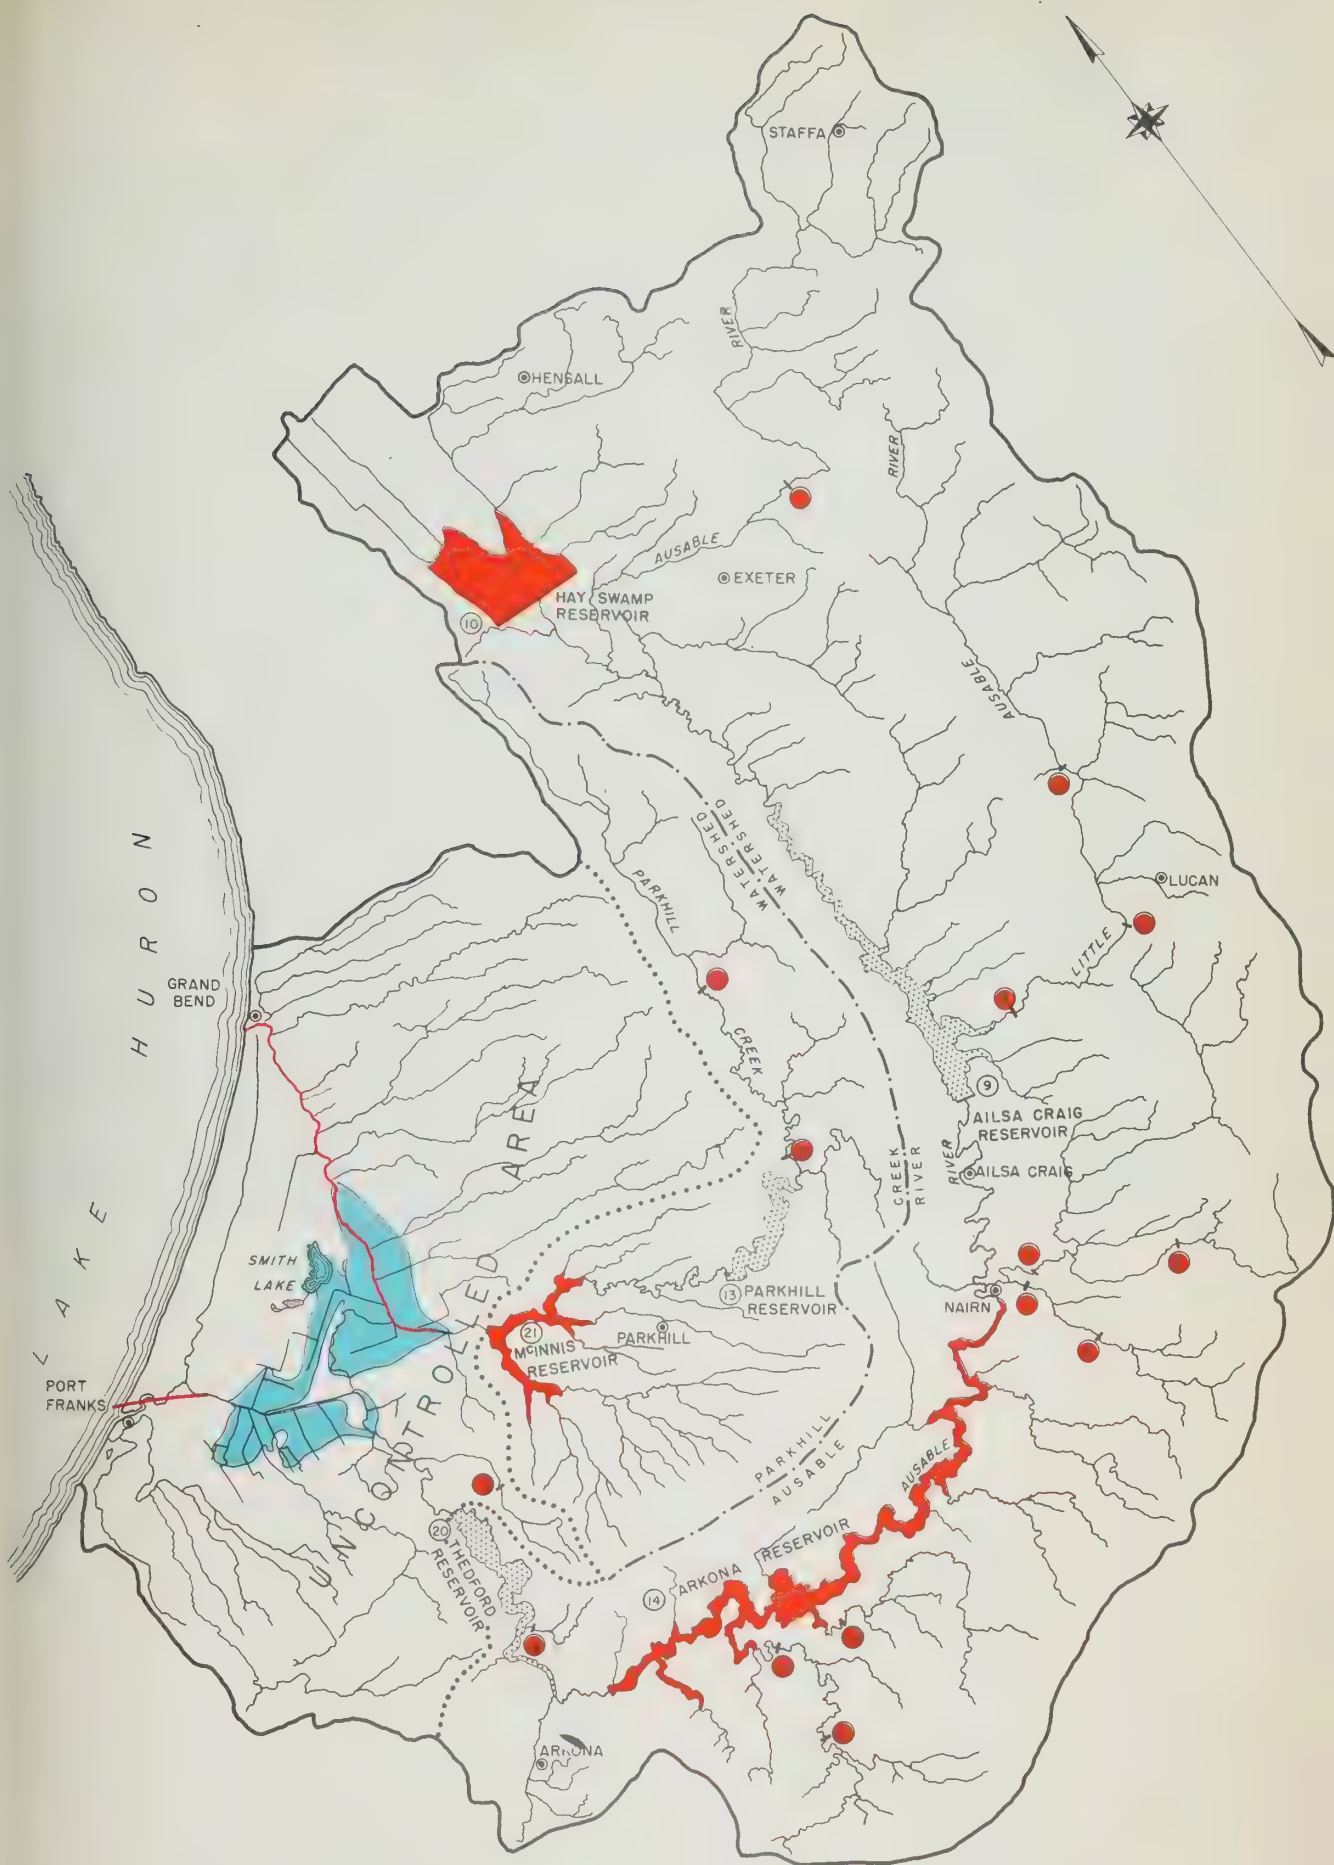 STAFFA
RIVER
HENSALL
RIVER
AUSABLE
EXETER
HAY SWAMP
RESERVOIR
10
AUSABLE
WATERSHED
WATERSHED
PARKHILL
LUCAN
LITTLE
HURON
GRAND
BEND
CREEK
9
AILSA CRAIG
RESERVOIR
AREA
RIVER
AILSA CRAIG
CREEK
RIVER
LAKE
SMITH
LAKE
13 PARKHILL
RESERVOIR
NAIRN
21
McINNIS
RESERVOIR
PARKHILL
UNCONTROLLED
PORT
FRANKS
PARKHILL
AUSABLE
AUSABLE
20
THEDFORD
RESERVOIR
14 ARKONA RESERVOIR
ARKONA